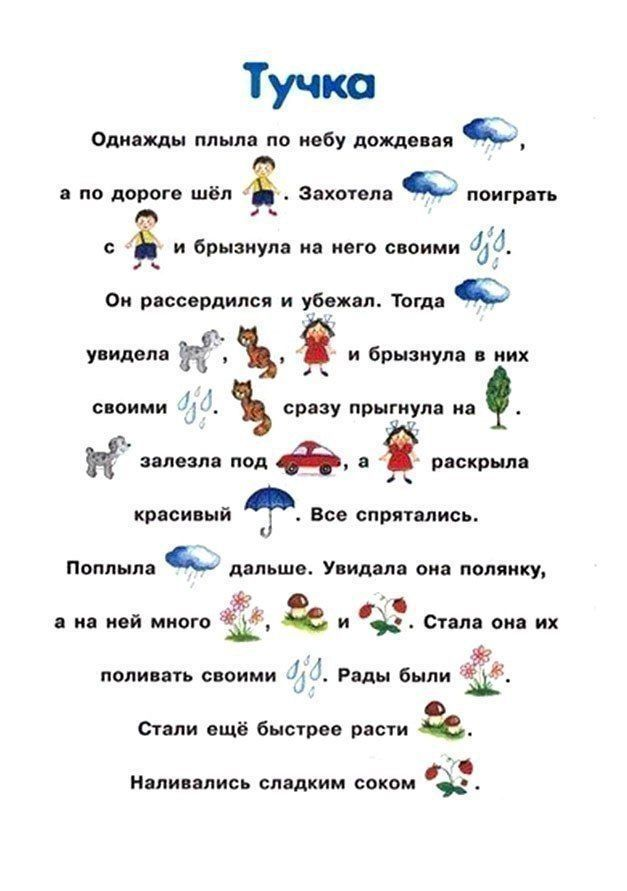 Тучка
Однажды плыла по небу дождевая ,
а по дороге шёл . Захотела поиграть
с и брызнула на него своими .
Он рассердился и убежал. Тогда
увидела , , и брызнула в них
своими . сразу прыгнула на .
залезла под , а раскрыла
красивый . Все спрятались.
Поплыла дальше. Увидала она полянку,
а на ней много , и . Стала она их
поливать своими . Рады были .
Стали ещё быстрее расти .
Наливались сладким соком .